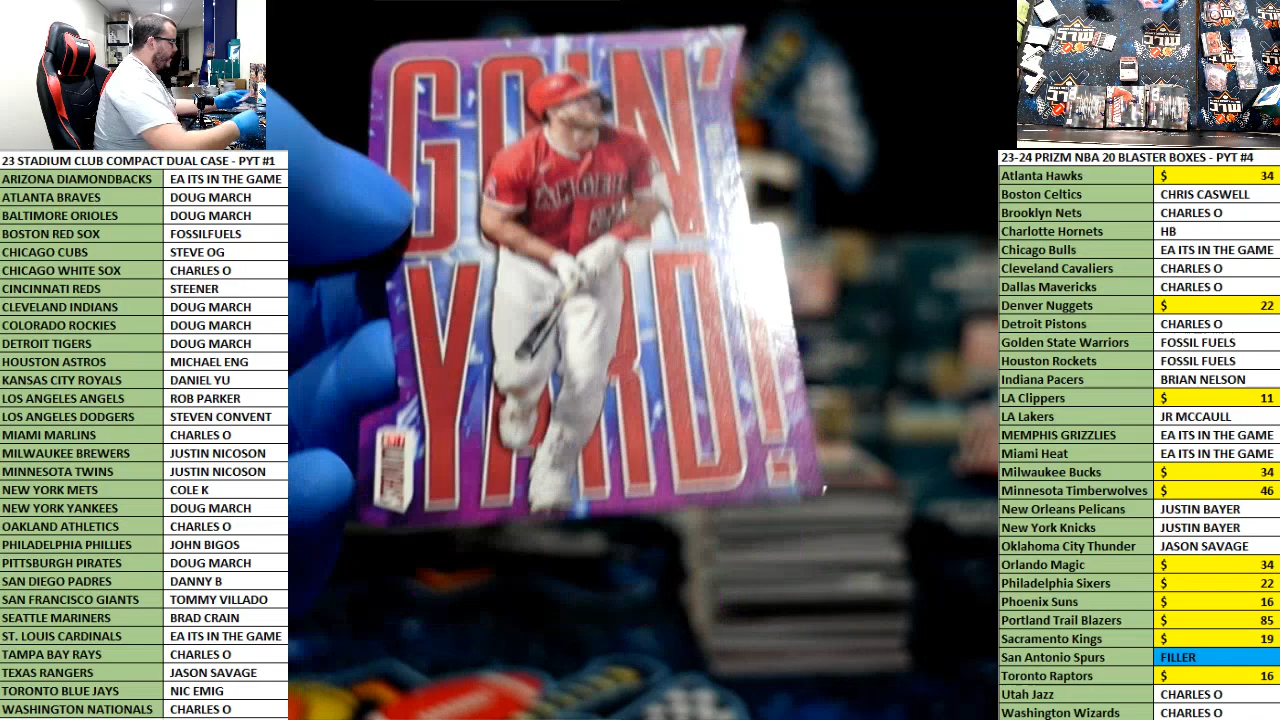 23 STADIUM CLUB COMPACT DUAL CASE - PYT #1
ARIZONA DIAMONDBACKS EA ITS IN THE GAME
ATLANTA BRAVES DOUG MARCH
BALTIMORE ORIOLES DOUG MARCH
BOSTON RED SOX FOSSILFUELS
CHICAGO CUBS STEVE OG
CHICAGO WHITE SOX CHARLES O
CINCINNATI REDS STEENER
CLEVELAND INDIANS DOUG MARCH
COLORADO ROCKIES DOUG MARCH
DETROIT TIGERS DOUG MARCH
HOUSTON ASTROS MICHAEL ENG
KANSAS CITY ROYALS DANIEL YU
LOS ANGELES ANGELS ROB PARKER
LOS ANGELES DODGERS STEVEN CONVENT
MIAMI MARLINS CHARLES O
MILWAUKEE BREWERS JUSTIN NICOSON
MINNESOTA TWINS JUSTIN NICOSON
NEW YORK METS COLE K
NEW YORK YANKEES DOUG MARCH
OAKLAND ATHLETICS CHARLES O
PHILADELPHIA PHILLIES JOHN BIGOS
PITTSBURGH PIRATES DOUG MARCH
SAN DIEGO PADRES DANNY B
SAN FRANCISCO GIANTS TOMMY VILLADO
SEATTLE MARINERS BRAD CRAIN
ST. LOUIS CARDINALS EA ITS IN THE GAME
TAMPA BAY RAYS CHARLES O
TEXAS RANGERS JASON SAVAGE
TORONTO BLUE JAYS NIC EMIG
WASHINGTON NATIONALS CHARLES O
GOIN'
YARD!
23-24 PRIZM NBA 20 BLASTER BOXES - PYT #4
Atlanta Hawks $ 34
Boston Celtics CHRIS CASWELL
Brooklyn Nets CHARLES O
Charlotte Hornets HB
Chicago Bulls EA ITS IN THE GAME
Cleveland Cavaliers CHARLES O
Dallas Mavericks CHARLES O
Denver Nuggets $ 22
Detroit Pistons CHARLES O
Golden State Warriors FOSSIL FUELS
Houston Rockets FOSSIL FUELS
Indiana Pacers BRIAN NELSON
LA Clippers $ 11
LA Lakers JR MCCAULL
MEMPHIS GRIZZLIES EA ITS IN THE GAME
Miami Heat EA ITS IN THE GAME
Milwaukee Bucks $ 34
Minnesota Timberwolves $ 46
New Orleans Pelicans JUSTIN BAYER
New York Knicks JUSTIN BAYER
Oklahoma City Thunder JASON SAVAGE
Orlando Magic $ 34
Philadelphia Sixers $ 22
Phoenix Suns $ 16
Portland Trail Blazers $ 85
Sacramento Kings $ 19
San Antonio Spurs FILLER
Toronto Raptors $ 16
Utah Jazz CHARLES O
Washington Wizards CHARLES O